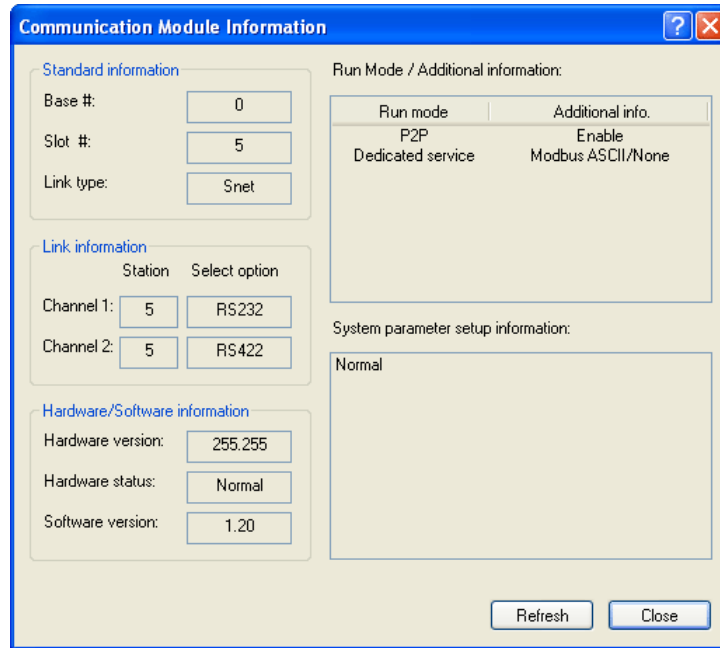 Communication Module Information
Standard information
Base #: 0
Slot #: 5
Link type: Snet
Link information
Station Select option
Channel 1: 5 RS232
Channel 2: 5 RS422
Hardware/Software information
Hardware version: 255.255
Hardware status: Normal
Software version: 1.20
Run Mode / Additional information:
Run mode Additional info.
P2P Enable
Dedicated service Modbus ASCII/None
System parameter setup information:
Normal
Refresh Close